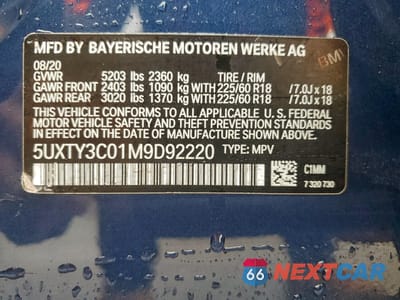 MFD BY BAYERISCHE MOTOREN WERKE AG
08/20
GVWR 5203 lbs 2360 kg TIRE / RIM
GAWR FRONT 2403 lbs 1090 kg WITH 225/60 R18 /7.0J x 18
GAWR REAR 3020 lbs 1370 kg WITH 225/60 R18 /7.0J x 18
THIS VEHICLE CONFORMS TO ALL APPLICABLE U.S. FEDERAL
MOTOR VEHICLE SAFETY, BUMPER AND THEFT PREVENTION
STANDARDS IN EFFECT ON THE DATE OF MANUFACTURE SHOWN ABOVE.
5UXTY3C01M9D92220 TYPE: MPV
C1MM
7 320 730
BM
66 NEXTCAR